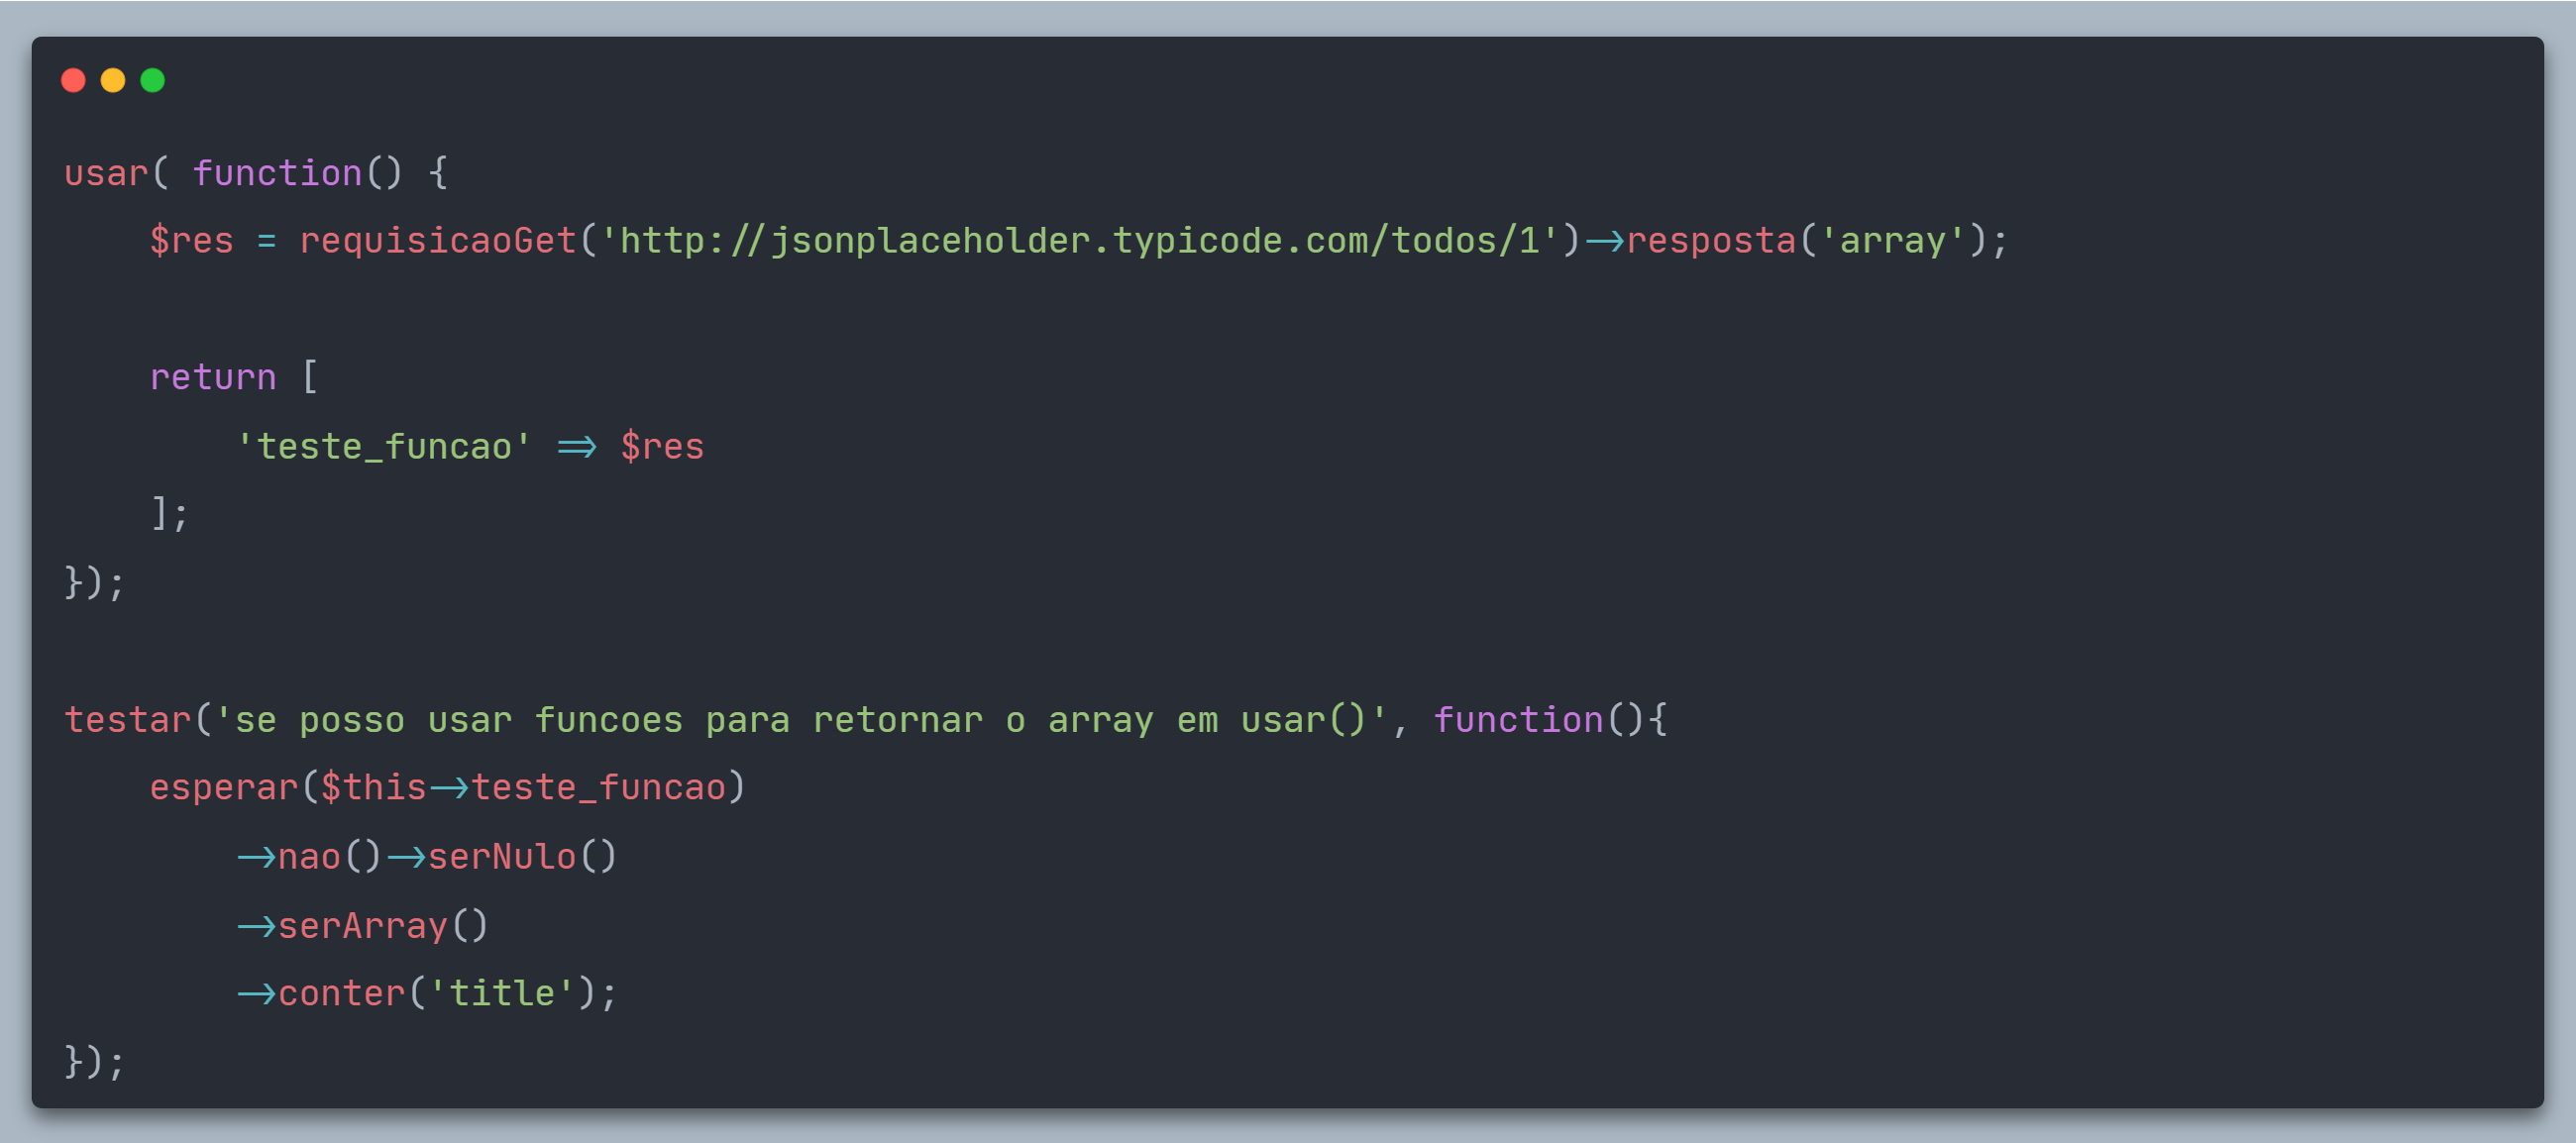 usar( function() {
    $res = requisicaoGet('http://jsonplaceholder.typicode.com/todos/1')->resposta('array');
    return [
        'teste_funcao' => $res
    ];
});
testar('se posso usar funcoes para retornar o array em usar()', function(){
    esperar($this->teste_funcao)
        ->nao()->serNulo()
        ->serArray()
        ->conter('title');
});